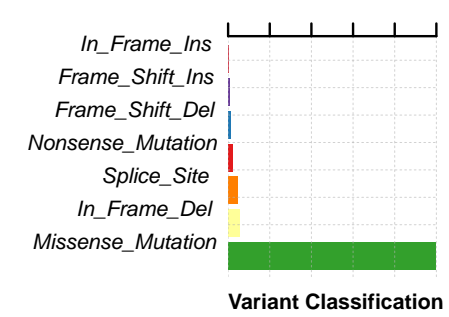 In_Frame_Ins
Frame_Shift_Ins
Frame_Shift_Del
Nonsense_Mutation
Splice_Site
In_Frame_Del
Missense_Mutation
Variant Classification